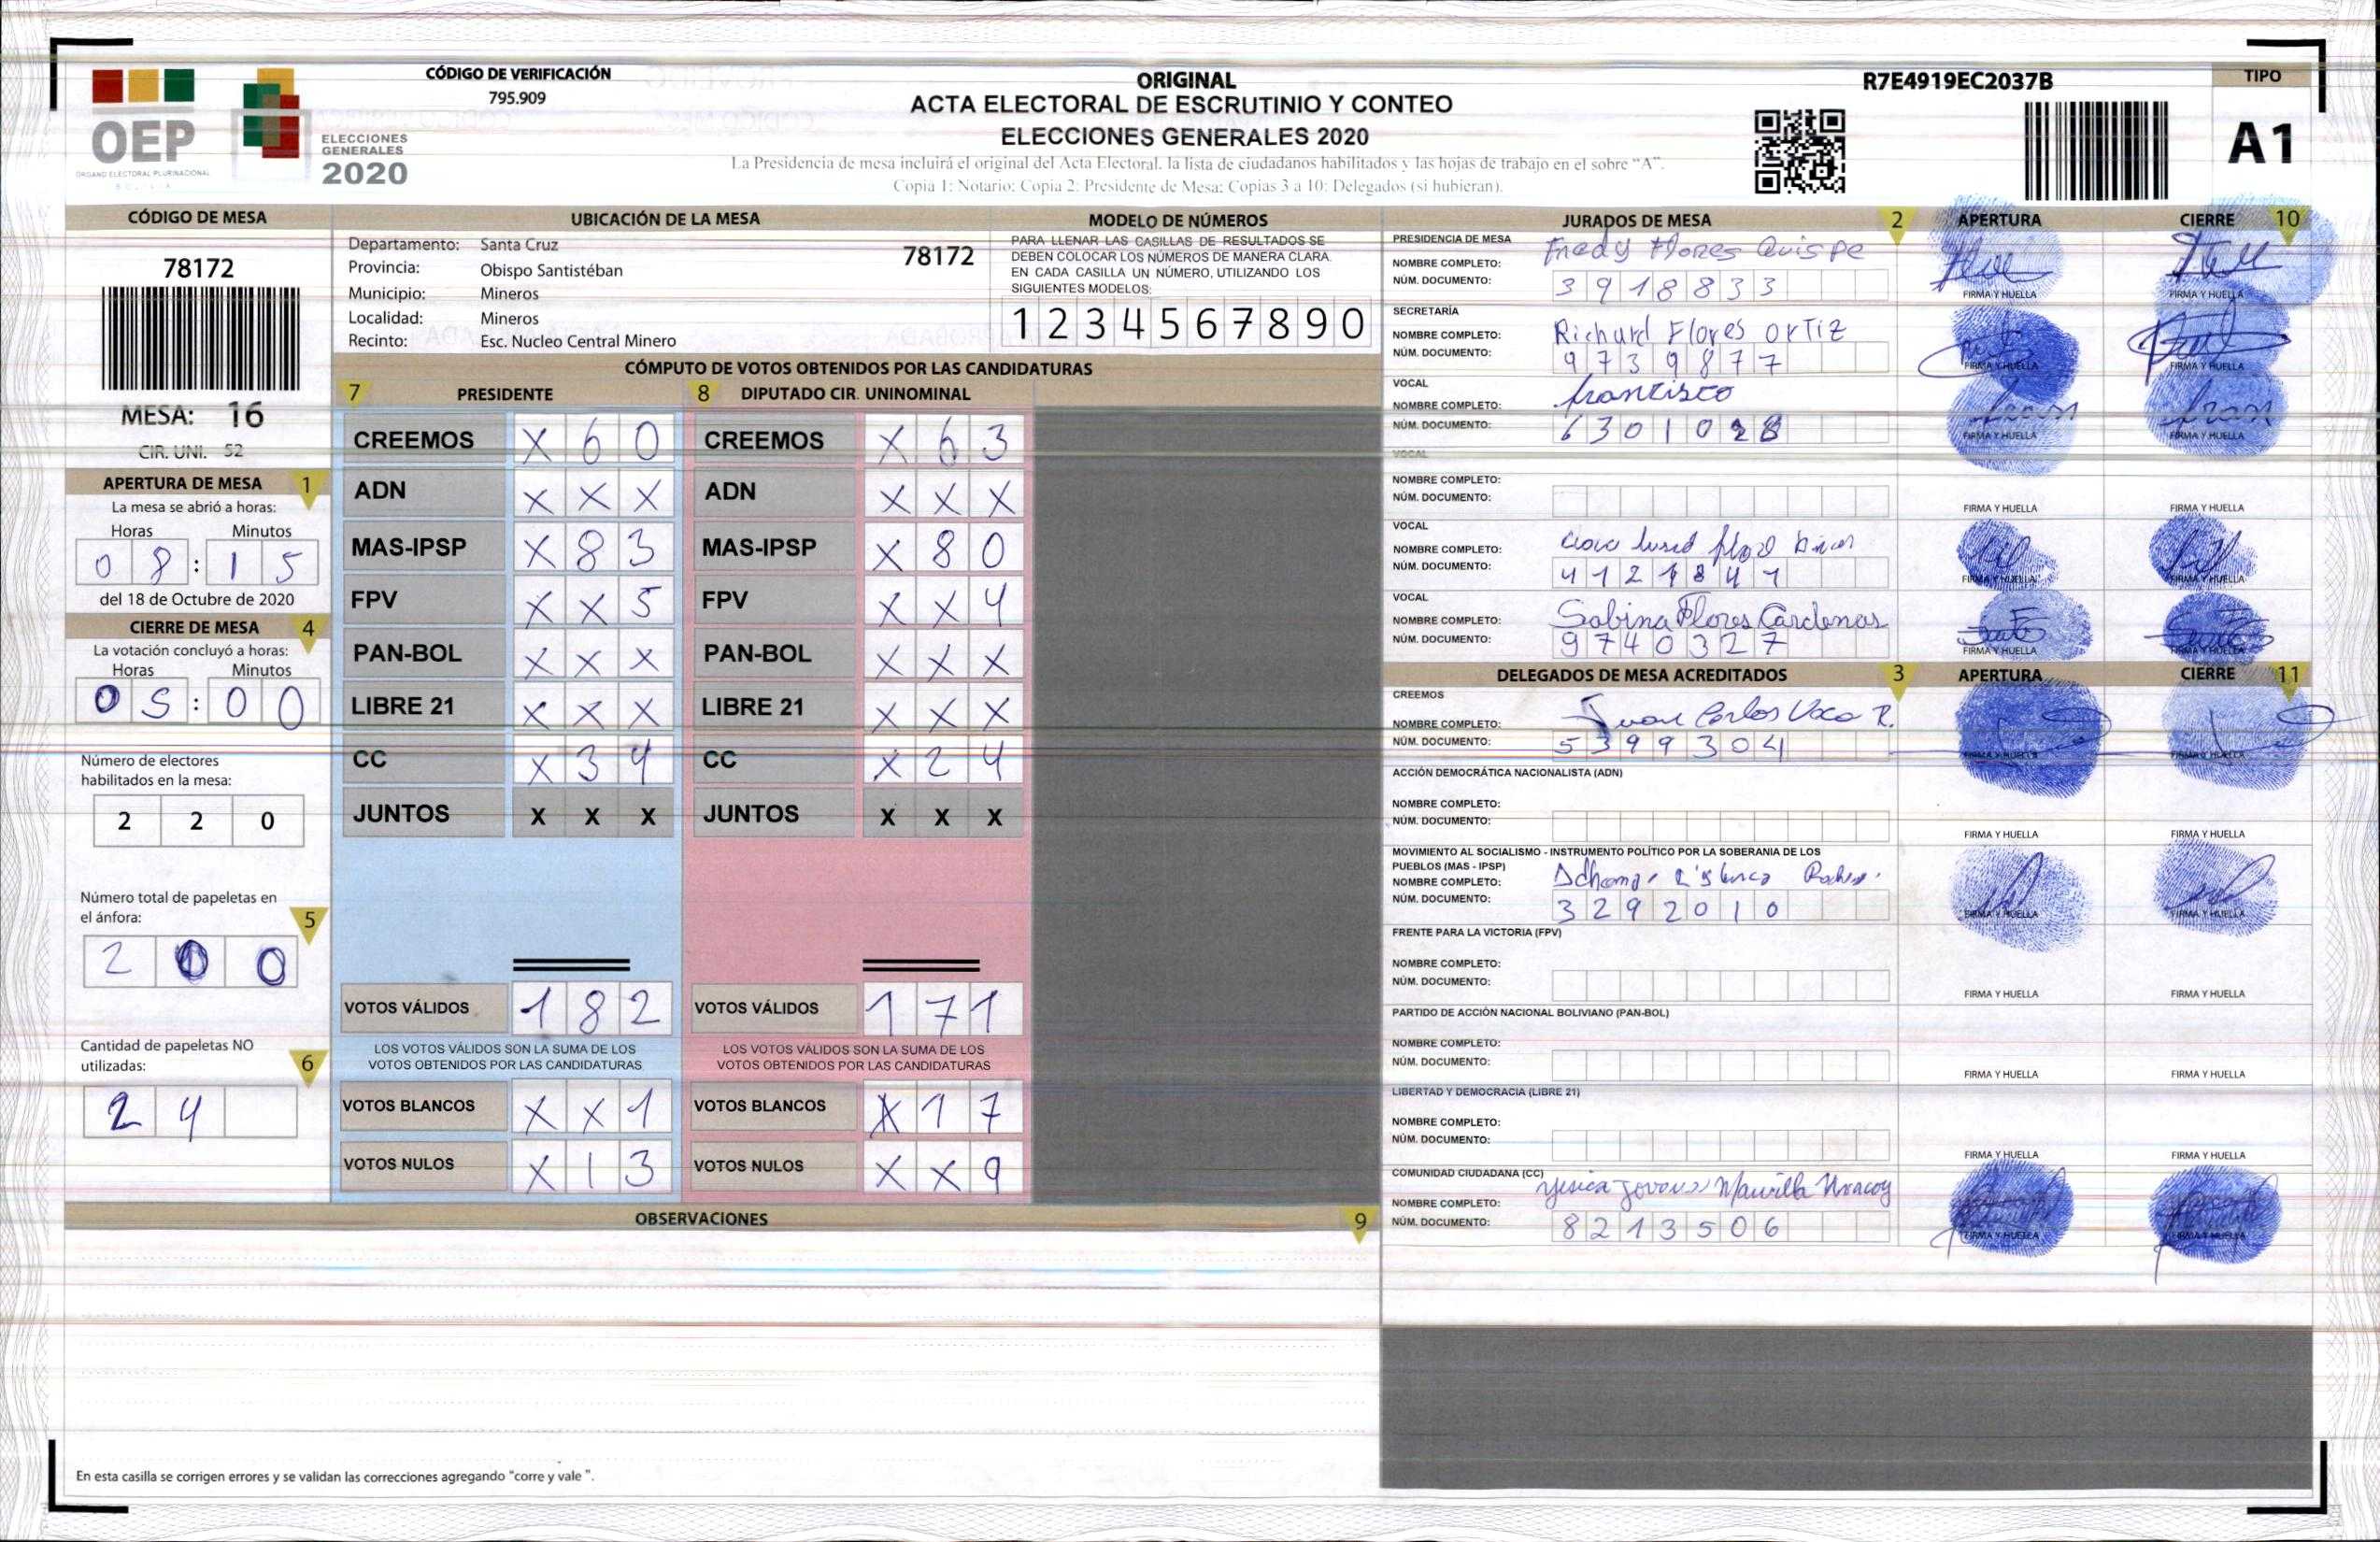 CÓDIGO DE VERIFICACIÓN
795.909
ORIGINAL
ACTA ELECTORAL DE ESCRUTINIO Y CONTEO
ELECCIONES GENERALES 2020
La Presidencia de mesa incluirá el original del Acta Electoral, la lista de ciudadanos habilitados y las hojas de trabajo en el sobre "A".
Copia 1: Notario; Copia 2: Presidente de Mesa; Copias 3 a 10: Delegados (si hubieran).
R7E4919EC2037B
TIPO
A1
OEP
ÓRGANO ELECTORAL PLURINACIONAL
BOLIVIA
ELECCIONES
GENERALES
2020
CÓDIGO DE MESA
78172
MESA: 16
CIR. UNI. 52
APERTURA DE MESA 1
La mesa se abrió a horas:
Horas Minutos
08:15
del 18 de Octubre de 2020
CIERRE DE MESA 4
La votación concluyó a horas:
Horas Minutos
05:00
Número de electores
habilitados en la mesa:
2 2 0
Número total de papeletas en
el ánfora: 5
2 0 0
Cantidad de papeletas NO
utilizadas: 6
2 4
UBICACIÓN DE LA MESA
Departamento: Santa Cruz
78172
Provincia: Obispo Santistéban
Municipio: Mineros
Localidad: Mineros
Recinto: Esc. Nucleo Central Minero
MODELO DE NÚMEROS
PARA LLENAR LAS CASILLAS DE RESULTADOS SE
DEBEN COLOCAR LOS NÚMEROS DE MANERA CLARA.
EN CADA CASILLA UN NÚMERO, UTILIZANDO LOS
SIGUIENTES MODELOS:
1 2 3 4 5 6 7 8 9 0
CÓMPUTO DE VOTOS OBTENIDOS POR LAS CANDIDATURAS
7 PRESIDENTE 8 DIPUTADO CIR. UNINOMINAL
CREEMOS X 6 0 CREEMOS X 6 3
ADN X X X ADN X X X
MAS-IPSP X 8 3 MAS-IPSP X 8 0
FPV X X 5 FPV X X 4
PAN-BOL X X X PAN-BOL X X X
LIBRE 21 X X X LIBRE 21 X X X
CC X 3 4 CC X 2 4
JUNTOS X X X JUNTOS X X X
VOTOS VÁLIDOS 1 8 2 VOTOS VÁLIDOS 1 7 1
LOS VOTOS VÁLIDOS SON LA SUMA DE LOS LOS VOTOS VÁLIDOS SON LA SUMA DE LOS
VOTOS OBTENIDOS POR LAS CANDIDATURAS VOTOS OBTENIDOS POR LAS CANDIDATURAS
VOTOS BLANCOS X X 1 VOTOS BLANCOS X 1 7
VOTOS NULOS X 1 3 VOTOS NULOS X X 9
OBSERVACIONES 9
En esta casilla se corrigen errores y se validan las correcciones agregando "corre y vale ".
JURADOS DE MESA 2 APERTURA CIERRE 10
PRESIDENCIA DE MESA
NOMBRE COMPLETO: Fredy Flores Quispe
NÚM. DOCUMENTO: 3918833
FIRMA Y HUELLA FIRMA Y HUELLA
SECRETARÍA
NOMBRE COMPLETO: Richard Flores ORTIZ
NÚM. DOCUMENTO: 9739877
FIRMA Y HUELLA FIRMA Y HUELLA
VOCAL
NOMBRE COMPLETO: francisco
NÚM. DOCUMENTO: 6301028
FIRMA Y HUELLA FIRMA Y HUELLA
VOCAL
NOMBRE COMPLETO:
NÚM. DOCUMENTO:
FIRMA Y HUELLA FIRMA Y HUELLA
VOCAL
NOMBRE COMPLETO:
NÚM. DOCUMENTO: 4121841
FIRMA Y HUELLA FIRMA Y HUELLA
VOCAL
NOMBRE COMPLETO: Sabina Flores Cardenas
NÚM. DOCUMENTO: 9740327
FIRMA Y HUELLA FIRMA Y HUELLA
DELEGADOS DE MESA ACREDITADOS 3 APERTURA CIERRE 11
CREEMOS
NOMBRE COMPLETO: Juan Carlos Vaca R.
NÚM. DOCUMENTO: 5399304
FIRMA Y HUELLA FIRMA Y HUELLA
ACCIÓN DEMOCRÁTICA NACIONALISTA (ADN)
NOMBRE COMPLETO:
NÚM. DOCUMENTO:
FIRMA Y HUELLA FIRMA Y HUELLA
MOVIMIENTO AL SOCIALISMO - INSTRUMENTO POLÍTICO POR LA SOBERANIA DE LOS
PUEBLOS (MAS - IPSP)
NOMBRE COMPLETO:
NÚM. DOCUMENTO: 3292010
FIRMA Y HUELLA FIRMA Y HUELLA
FRENTE PARA LA VICTORIA (FPV)
NOMBRE COMPLETO:
NÚM. DOCUMENTO:
FIRMA Y HUELLA FIRMA Y HUELLA
PARTIDO DE ACCIÓN NACIONAL BOLIVIANO (PAN-BOL)
NOMBRE COMPLETO:
NÚM. DOCUMENTO:
FIRMA Y HUELLA FIRMA Y HUELLA
LIBERTAD Y DEMOCRACIA (LIBRE 21)
NOMBRE COMPLETO:
NÚM. DOCUMENTO:
FIRMA Y HUELLA FIRMA Y HUELLA
COMUNIDAD CIUDADANA (CC)
NOMBRE COMPLETO:
NÚM. DOCUMENTO: 8213506
FIRMA Y HUELLA FIRMA Y HUELLA